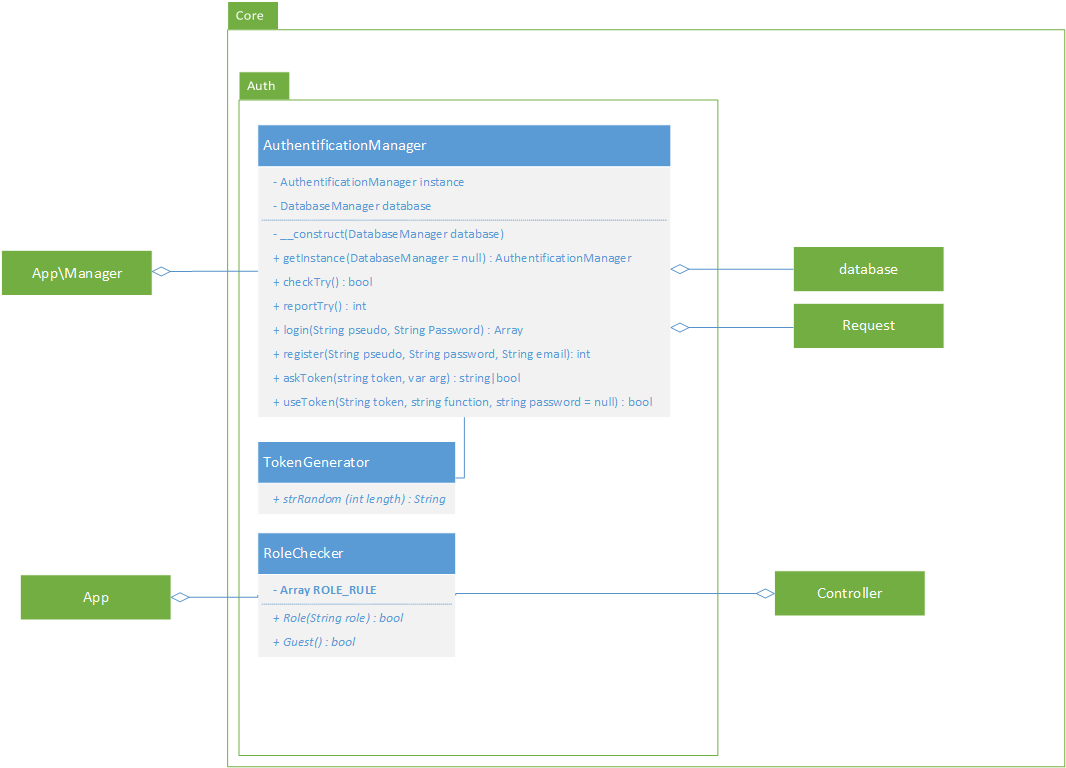 Core
Auth
AuthentificationManager
- AuthentificationManager instance
- DatabaseManager database
- __construct(DatabaseManager database)
+ getInstance(DatabaseManager = null) : AuthentificationManager
+ checkTry() : bool
+ reportTry() : int
+ login(String pseudo, String Password) : Array
+ register(String pseudo, String password, String email): int
+ askToken(string token, var arg) : string|bool
+ useToken(String token, string function, string password = null) : bool
App\Manager
database
Request
TokenGenerator
+ strRandom (int length) : String
RoleChecker
- Array ROLE_RULE
+ Role(String role) : bool
+ Guest() : bool
App
Controller